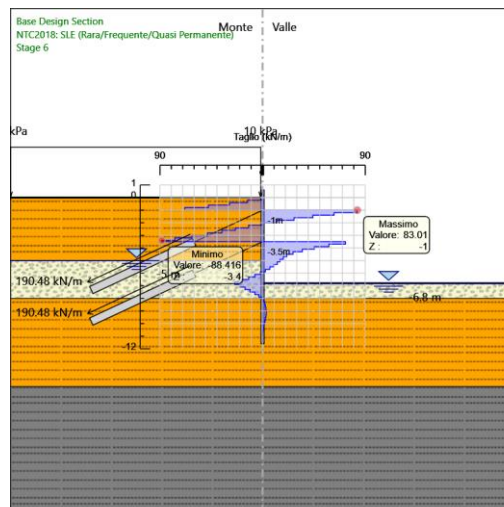 Base Design Section
NTC2018: SLE (Rara/Frequente/Quasi Permanente)
Stage 6
Monte Valle
kPa
10 kPa
Taglio (kN/m)
90
90
1
0
-1m
Massimo
Valore: 83.01
Z : -1
-3.5m
Minimo
Valore: -88.416
-3.4
190.48 kN/m
-6.8 m
190.48 kN/m
-12